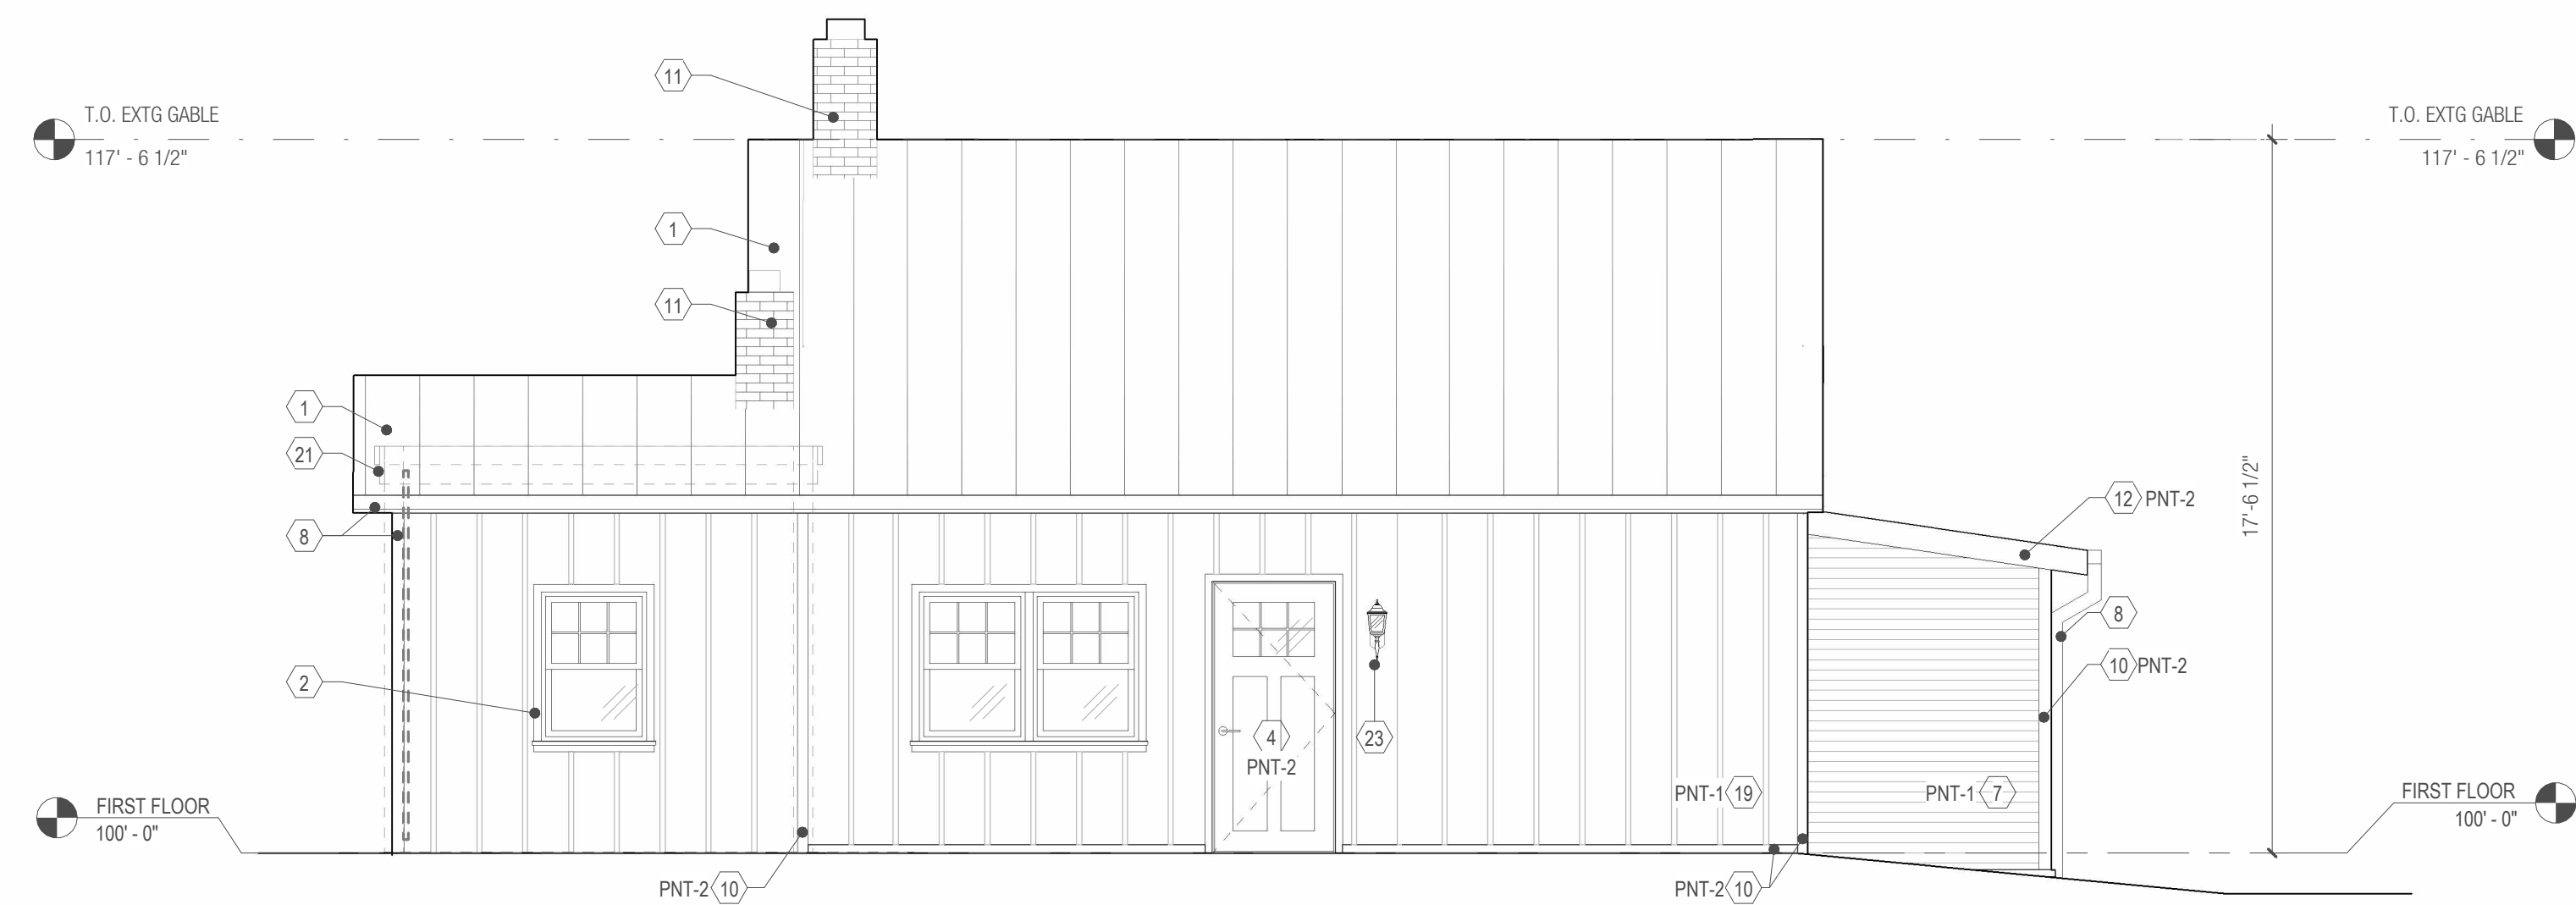 11
T.O. EXTG GABLE
117' - 6 1/2"
T.O. EXTG GABLE
117' - 6 1/2"
1
11
1
21
8
17'-6 1/2"
12 PNT-2
8
10 PNT-2
2
4
PNT-2
23
PNT-1 19
PNT-1 7
FIRST FLOOR
100' - 0"
FIRST FLOOR
100' - 0"
PNT-2 10
PNT-2 10